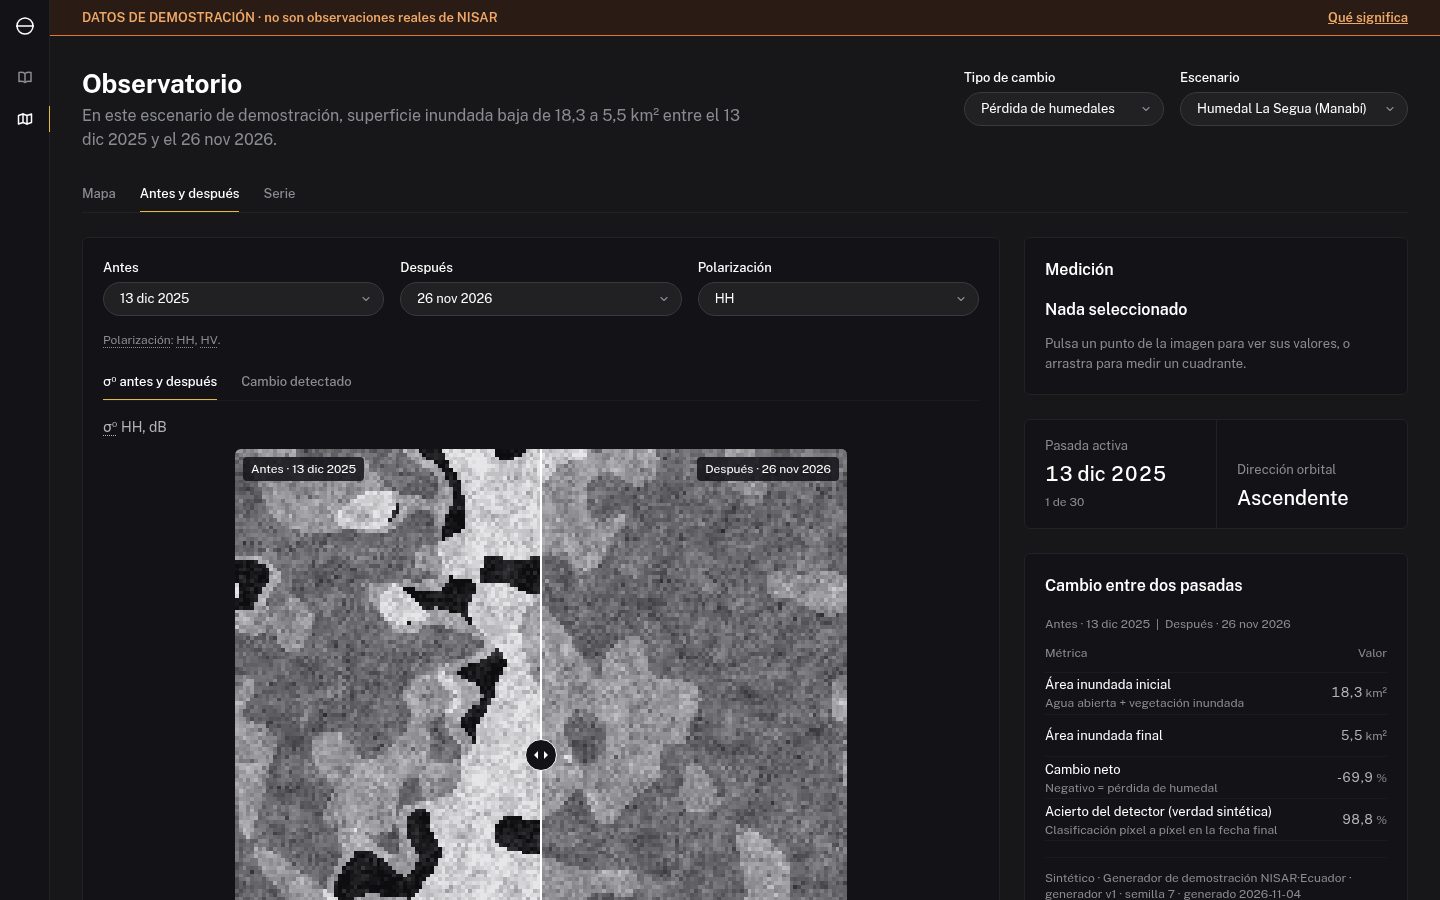 DATOS DE DEMOSTRACIÓN · no son observaciones reales de NISAR
Qué significa
Observatorio
En este escenario de demostración, superficie inundada baja de 18,3 a 5,5 km² entre el 13
dic 2025 y el 26 nov 2026.
Tipo de cambio
Pérdida de humedales
Escenario
Humedal La Segua (Manabí)
Mapa
Antes y después
Serie
Antes
13 dic 2025
Después
26 nov 2026
Polarización
HH
Polarización: HH, HV.
σ⁰ antes y después
Cambio detectado
σ⁰ HH, dB
Antes · 13 dic 2025
Después · 26 nov 2026
Medición
Nada seleccionado
Pulsa un punto de la imagen para ver sus valores, o
arrastra para medir un cuadrante.
Pasada activa
13 dic 2025
1 de 30
Dirección orbital
Ascendente
Cambio entre dos pasadas
Antes · 13 dic 2025 | Después · 26 nov 2026
Métrica
Valor
Área inundada inicial
Agua abierta + vegetación inundada
18,3 km²
Área inundada final
5,5 km²
Cambio neto
Negativo = pérdida de humedal
-69,9 %
Acierto del detector (verdad sintética)
Clasificación píxel a píxel en la fecha final
98,8 %
Sintético · Generador de demostración NISAR·Ecuador ·
generador v1 · semilla 7 · generado 2026-11-04